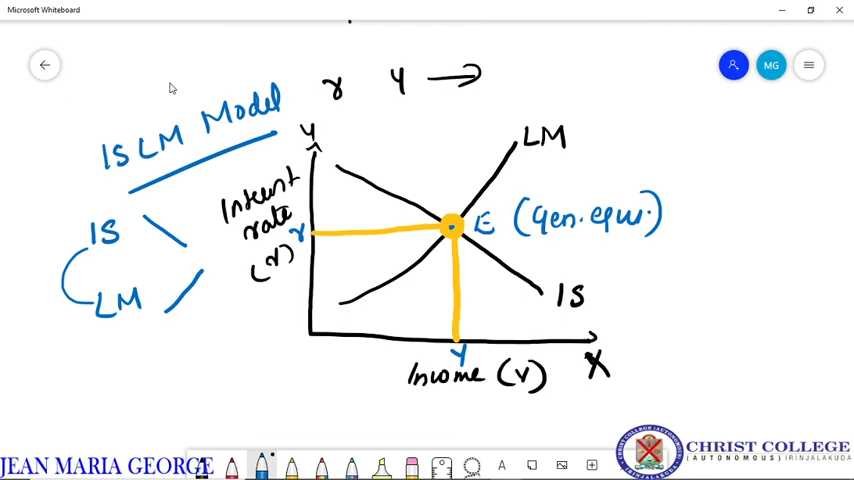 Microsoft Whiteboard
MG
r Y →
IS LM Model
Y
LM
Interest
rate
(r)
r
E (Gen. equi.)
IS
LM
IS
Y
Income (Y)
X
JEAN MARIA GEORGE
A
CHRIST COLLEGE
(AUTONOMOUS) IRINJALAKUDA